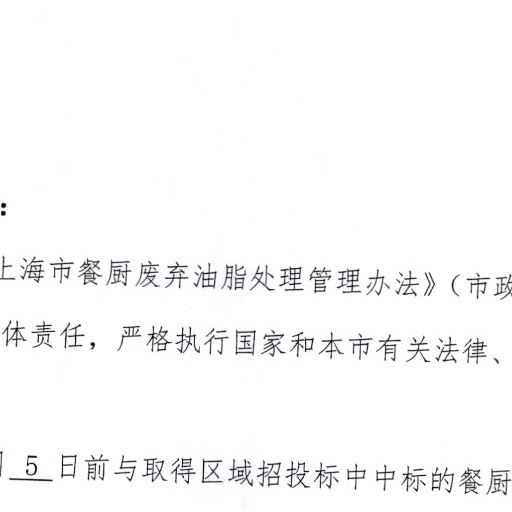 ：
上海市餐厨废弃油脂处理管理办法》（市政
体责任，严格执行国家和本市有关法律、
5 日前与取得区域招投标中中标的餐厨